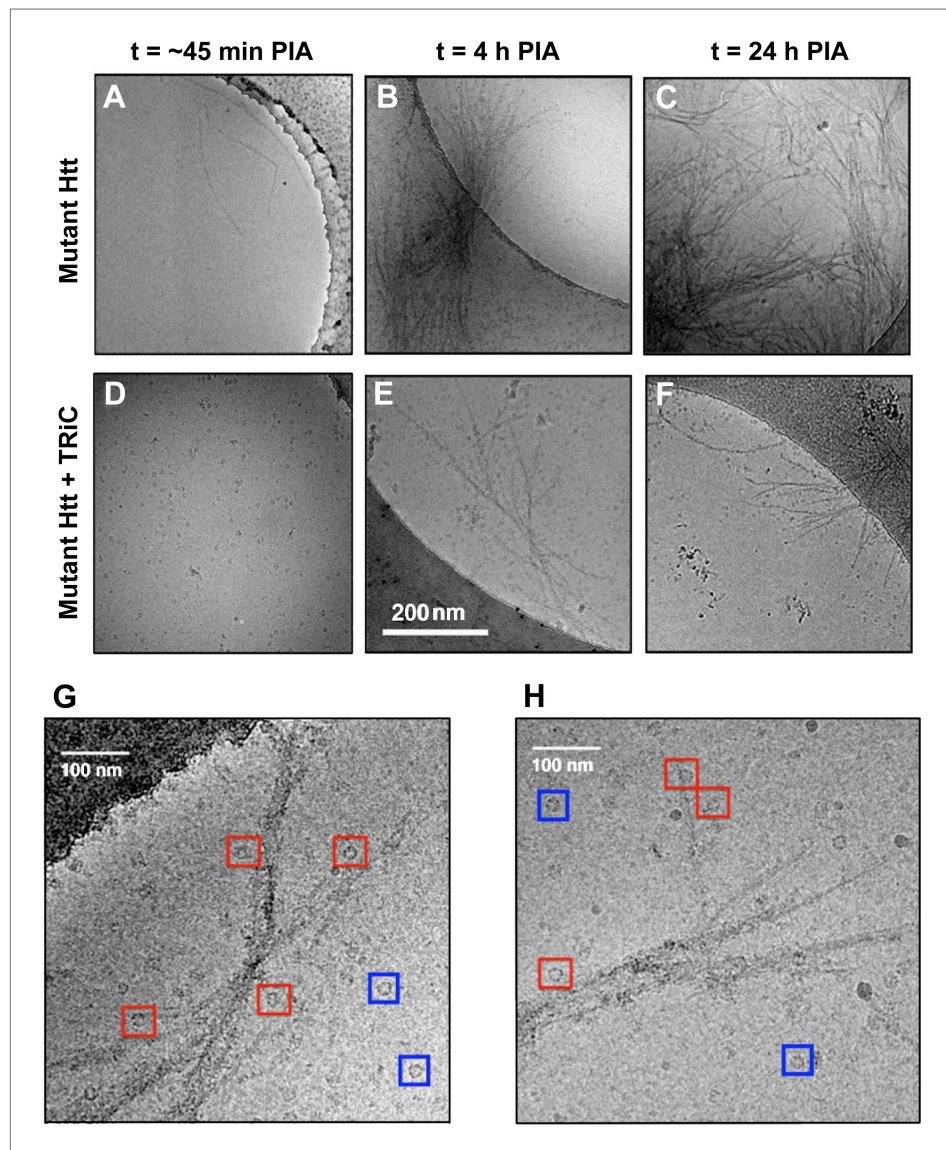 t = ~45 min PIA t = 4 h PIA t = 24 h PIA
Mutant Htt
A B C
Mutant Htt + TRiC
D E F
200 nm
G H
100 nm
100 nm